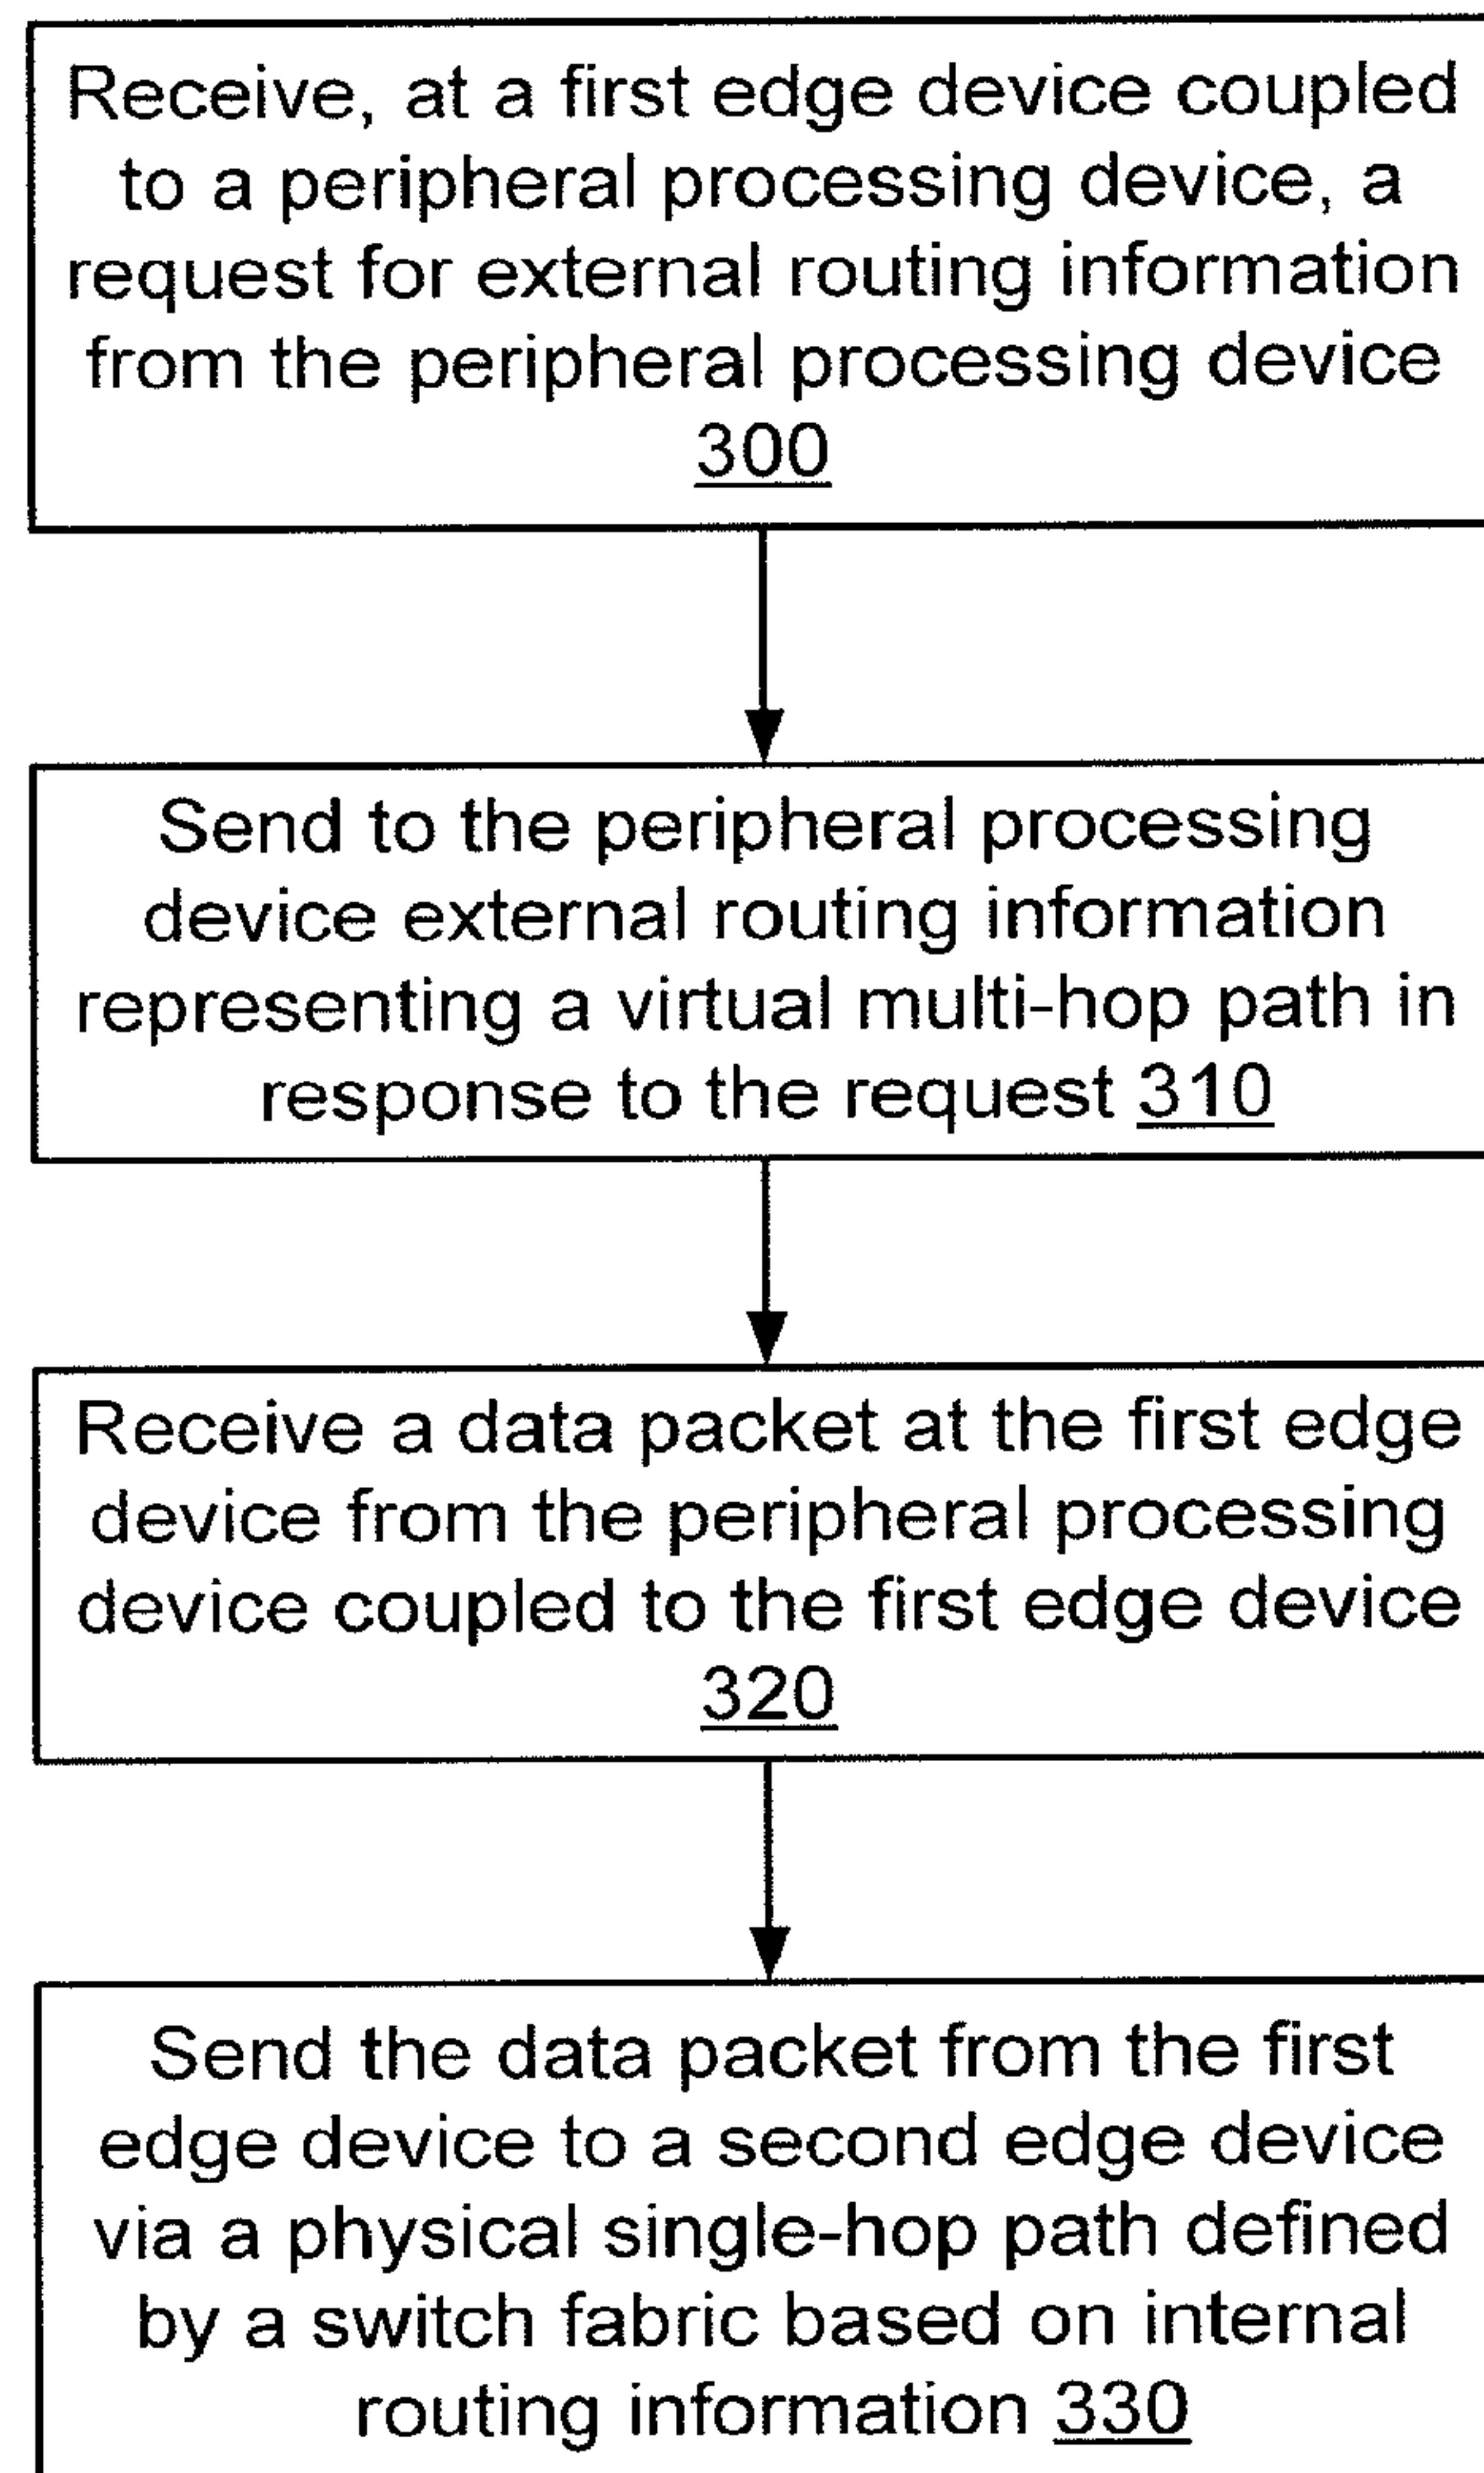 Receive, at a first edge device coupled
to a peripheral processing device, a
request for external routing information
from the peripheral processing device
300
Send to the peripheral processing
device external routing information
representing a virtual multi-hop path in
response to the request 310
Receive a data packet at the first edge
device from the peripheral processing
device coupled to the first edge device
320
Send the data packet from the first
edge device to a second edge device
via a physical single-hop path defined
by a switch fabric based on internal
routing information 330